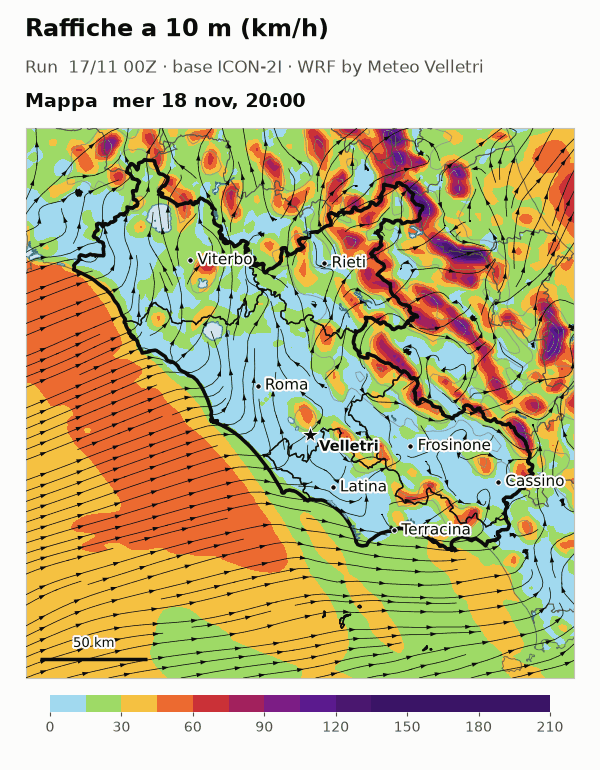 Raffiche a 10 m (km/h)
Run  17/11 00Z · base ICON-2I · WRF by Meteo Velletri
Mappa  mer 18 nov, 20:00
Viterbo
Rieti
Roma
Velletri
Frosinone
Latina
Cassino
Terracina
50 km
0 30 60 90 120 150 180 210